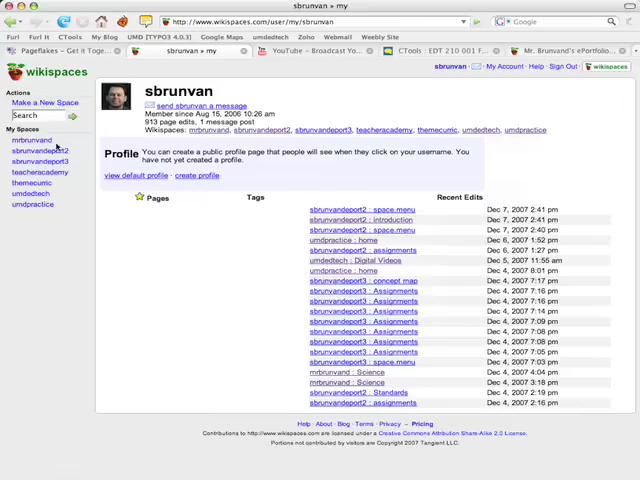 wikispaces » my
http://www.wikispaces.com/user/my/sbrunvan
Google
Furl Furl It CTools My Blog UMD [TYPO3 4.0.3] Google Maps umdedtech Zoho Webmail Weebly Site
Pageflakes - Get it Toge...
sbrunvan » my
YouTube - Broadcast Yo...
CTools : EDT 210 001 F...
Mr. Brunvand's ePortfolio...
wikispaces
sbrunvan · My Account · Help · Sign Out · wikispaces
Actions
Make a New Space
Search
My Spaces
mrbrunvand
sbrunvandeport2
sbrunvandeport3
teacheracademy
themecurric
umdedtech
umdpractice
sbrunvan
send sbrunvan a message
Member since Aug 15, 2006 10:26 am
913 page edits, 1 message post
Wikispaces: mrbrunvand, sbrunvandeport2, sbrunvandeport3, teacheracademy, themecurric, umdedtech, umdpractice
Profile
You can create a public profile page that people will see when they click on your username. You
have not yet created a profile.
view default profile · create profile
Pages Tags Recent Edits
sbrunvandeport2 : space.menu Dec 7, 2007 2:41 pm
sbrunvandeport2 : introduction Dec 7, 2007 2:41 pm
sbrunvandeport2 : space.menu Dec 7, 2007 2:40 pm
umdpractice : home Dec 6, 2007 1:52 pm
sbrunvandeport2 : assignments Dec 6, 2007 1:27 pm
umdedtech : Digital Videos Dec 5, 2007 11:55 am
umdpractice : home Dec 4, 2007 8:01 pm
sbrunvandeport3 : concept map Dec 4, 2007 7:17 pm
sbrunvandeport3 : Assignments Dec 4, 2007 7:16 pm
sbrunvandeport3 : Assignments Dec 4, 2007 7:16 pm
sbrunvandeport3 : Assignments Dec 4, 2007 7:14 pm
sbrunvandeport3 : Assignments Dec 4, 2007 7:09 pm
sbrunvandeport3 : Assignments Dec 4, 2007 7:08 pm
sbrunvandeport3 : Assignments Dec 4, 2007 7:08 pm
sbrunvandeport3 : Assignments Dec 4, 2007 7:05 pm
sbrunvandeport3 : space.menu Dec 4, 2007 7:03 pm
mrbrunvand : Science Dec 4, 2007 4:04 pm
mrbrunvand : Science Dec 4, 2007 3:18 pm
sbrunvandeport2 : Standards Dec 4, 2007 2:19 pm
sbrunvandeport2 : assignments Dec 4, 2007 2:16 pm
Help · About · Blog · Terms · Privacy · Pricing
Contributions to http://www.wikispaces.com are licensed under a Creative Commons Attribution Share-Alike 2.0 License.
Portions not contributed by visitors are Copyright 2007 Tangient LLC.